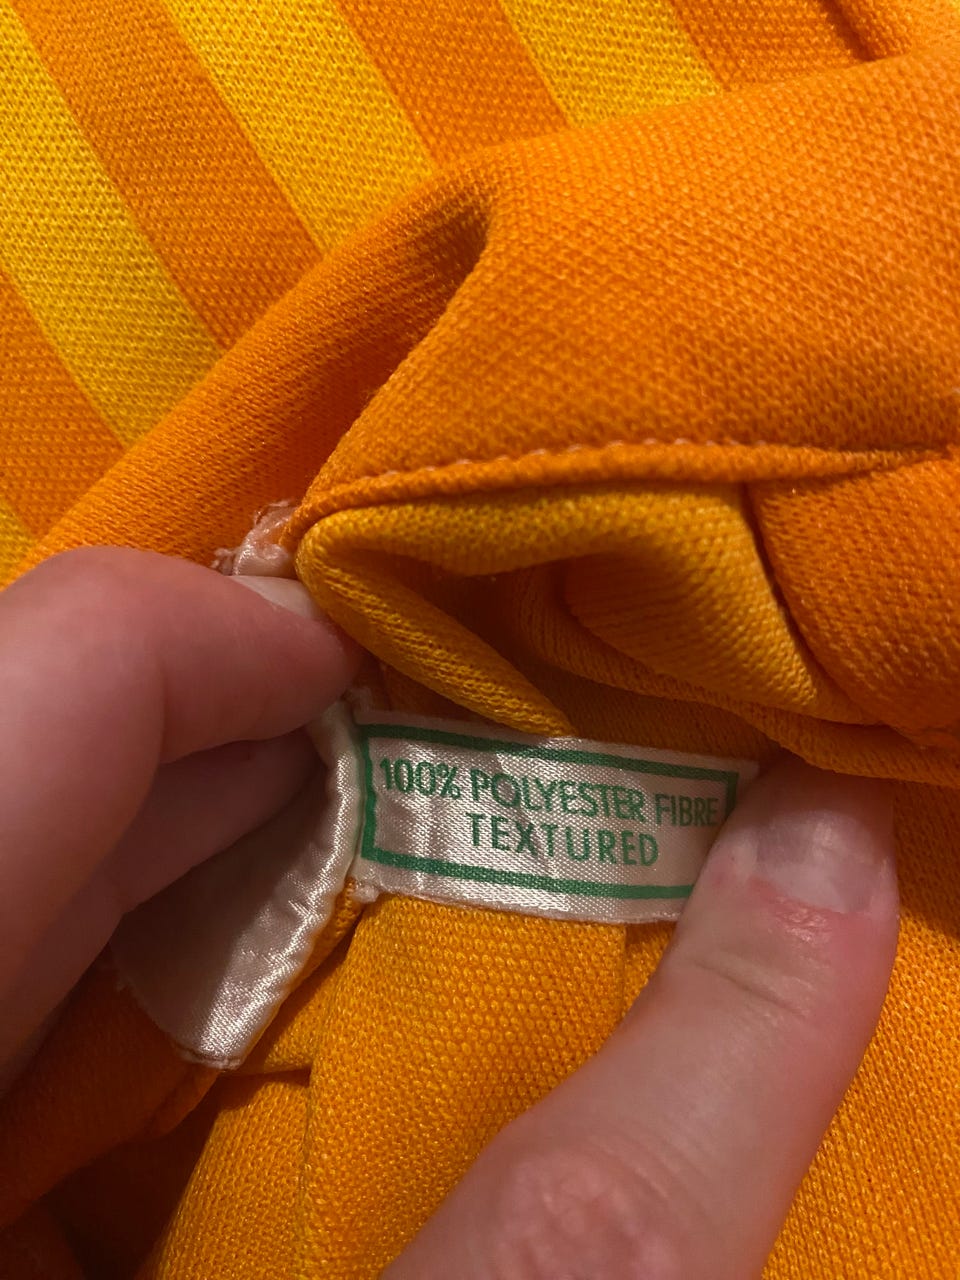 100% POLYESTER FIBRE
TEXTURED